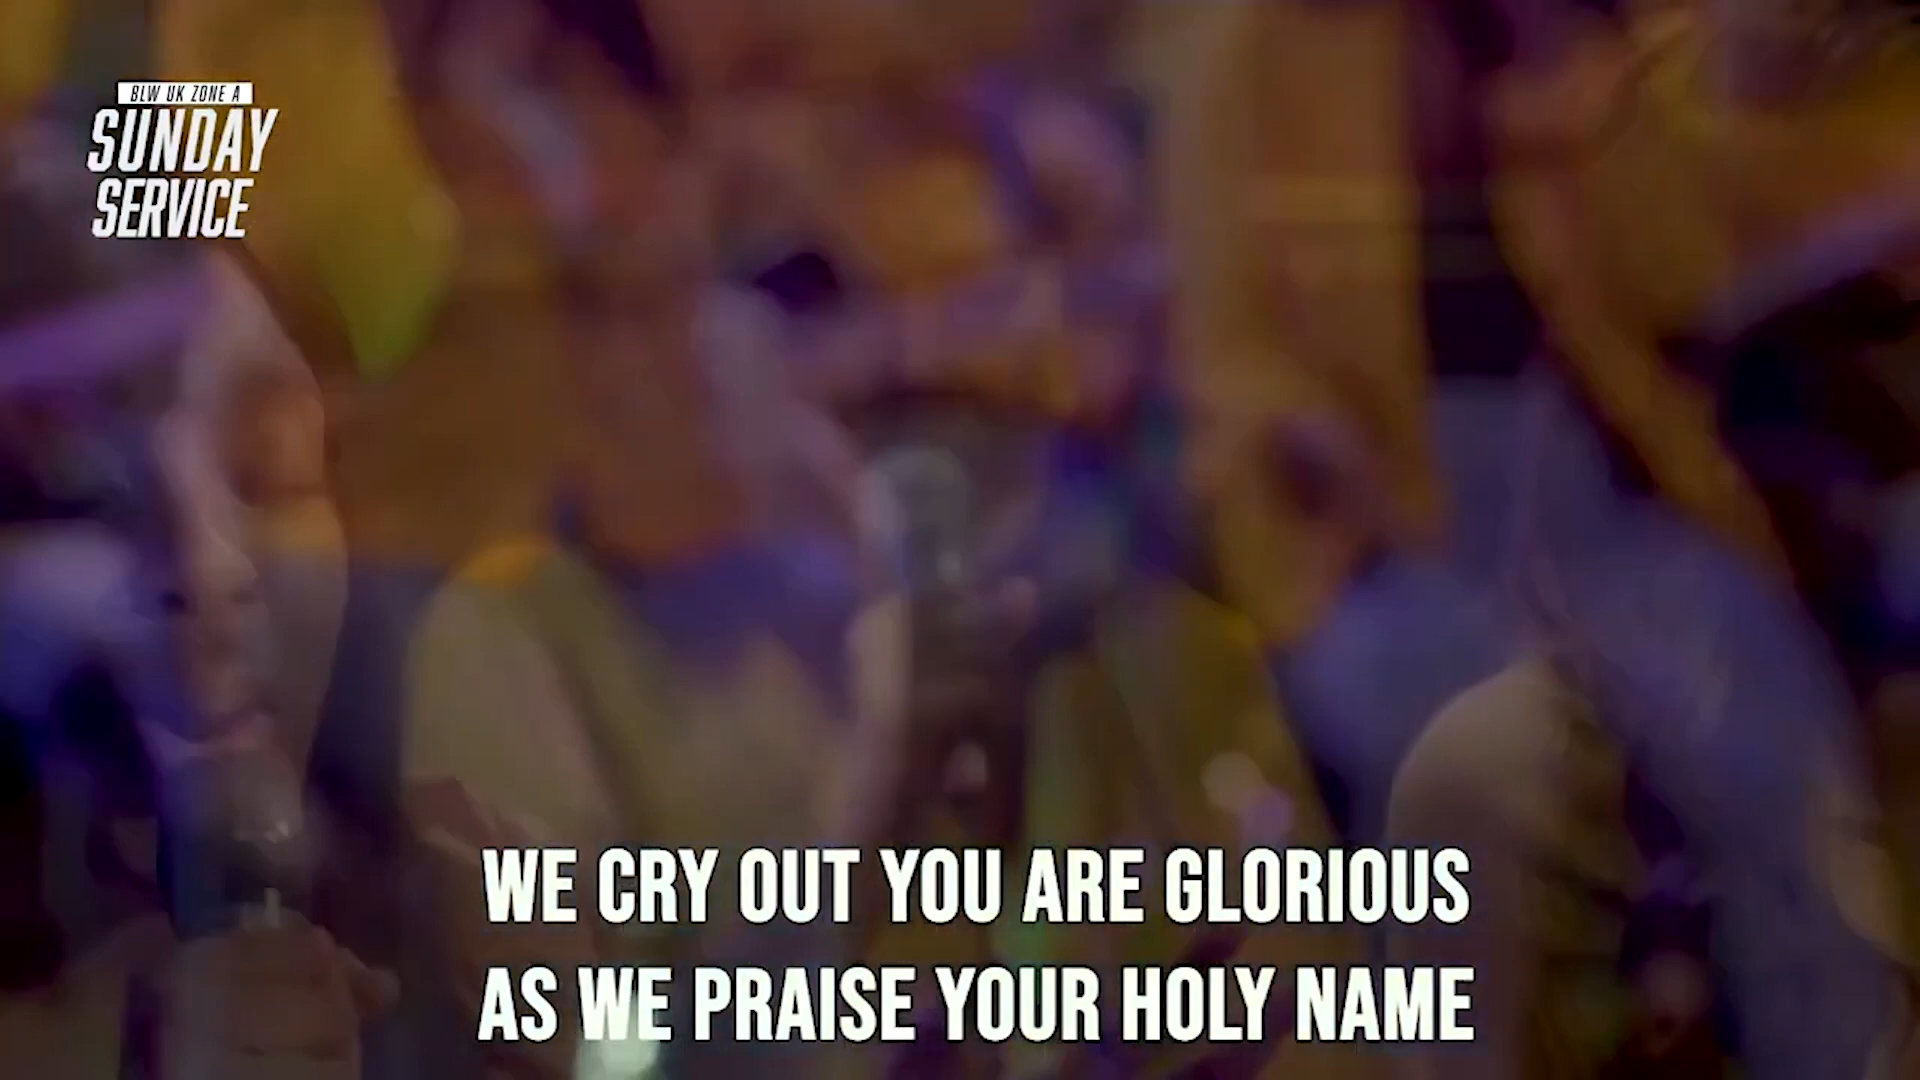 BLW UK ZONE A
SUNDAY
SERVICE
WE CRY OUT YOU ARE GLORIOUS
AS WE PRAISE YOUR HOLY NAME